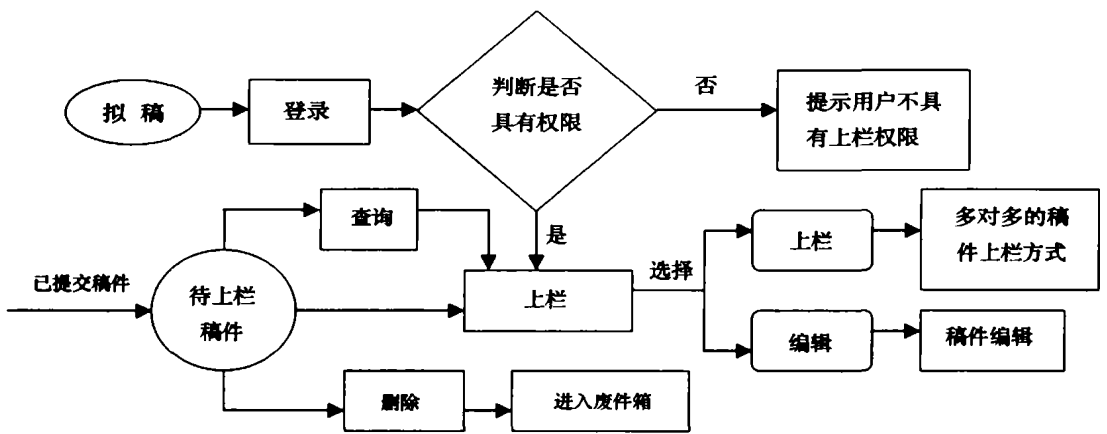 拟 稿
登录
判断是否
具有权限
否
提示用户不具
有上栏权限
是
查询
已提交稿件
待上栏
稿件
上栏
选择
上栏
多对多的稿
件上栏方式
编辑
稿件编辑
删除
进入废件箱